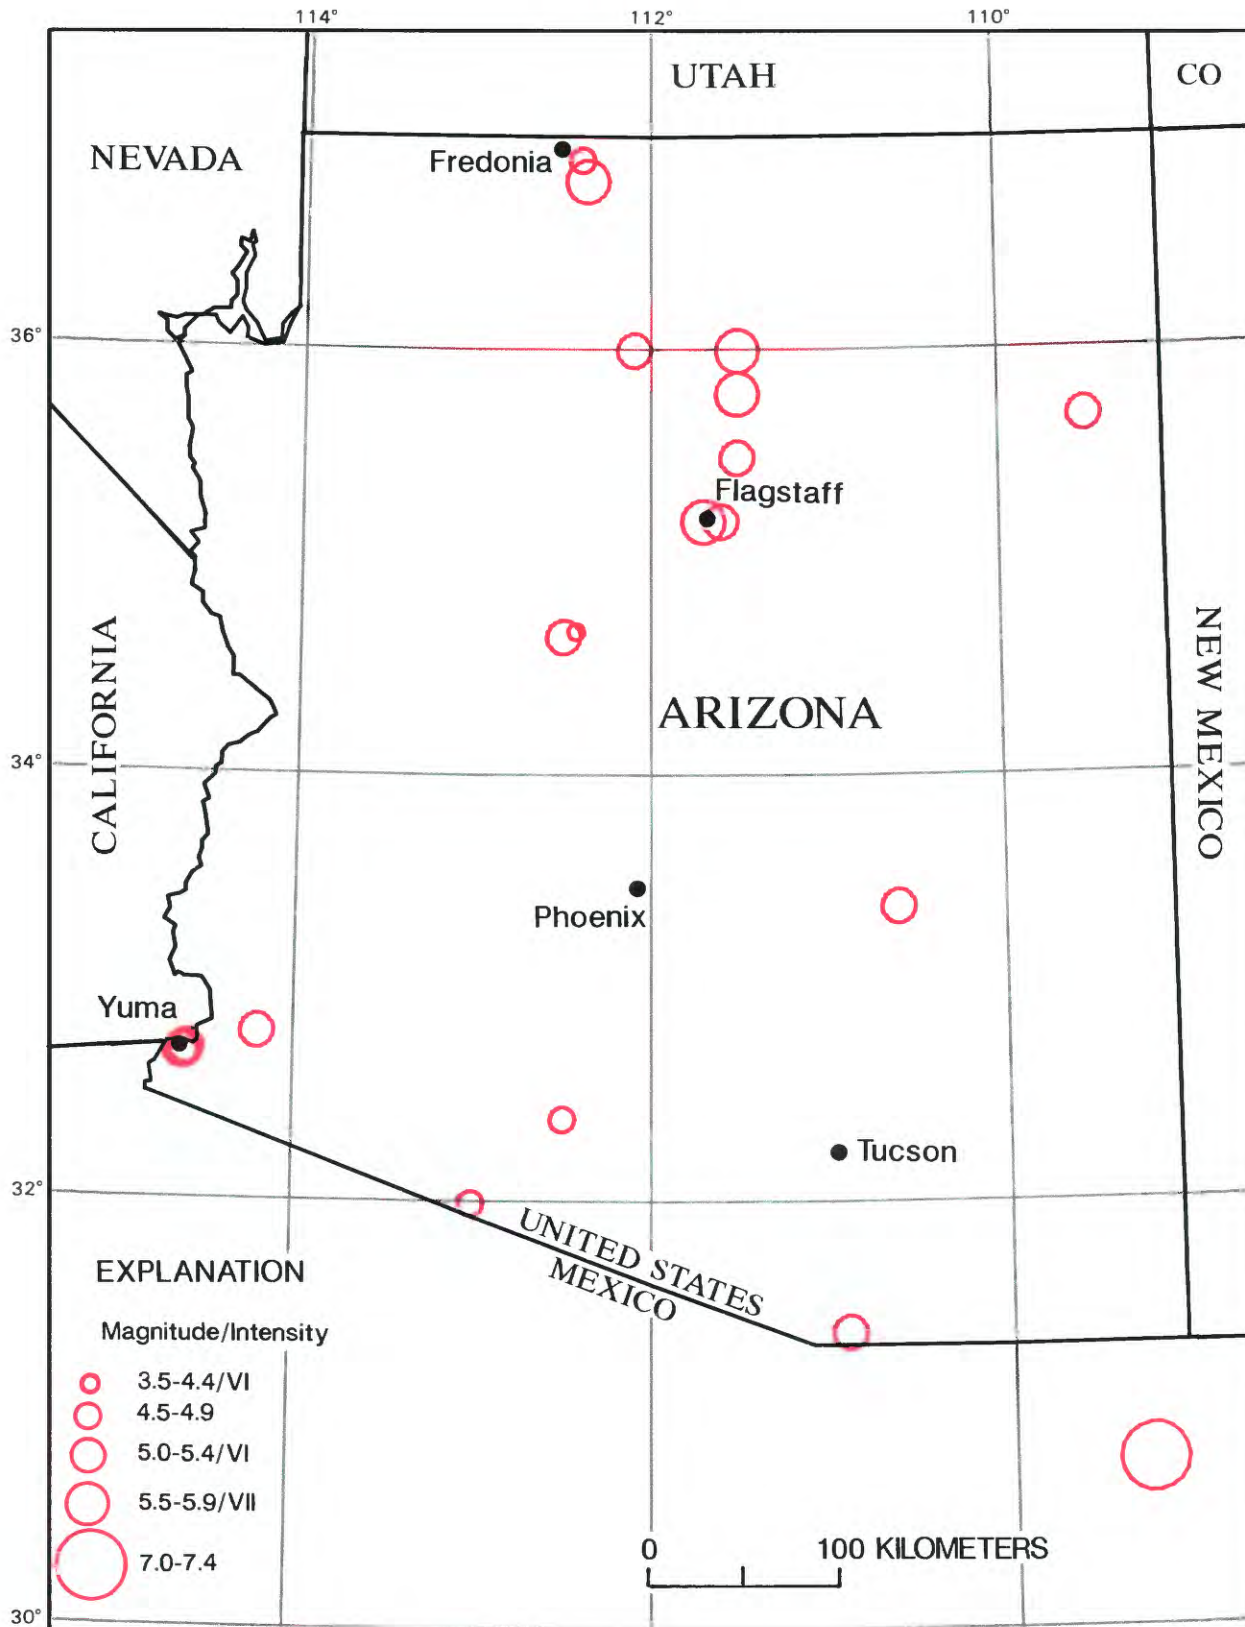 114°
112°
110°
UTAH
CO
NEVADA
Fredonia
36°
Flagstaff
CALIFORNIA
ARIZONA
NEW MEXICO
34°
Phoenix
Yuma
Tucson
32°
UNITED STATES
MEXICO
EXPLANATION
Magnitude/Intensity
3.5-4.4/VI
4.5-4.9
5.0-5.4/VI
5.5-5.9/VII
7.0-7.4
0 100 KILOMETERS
30°